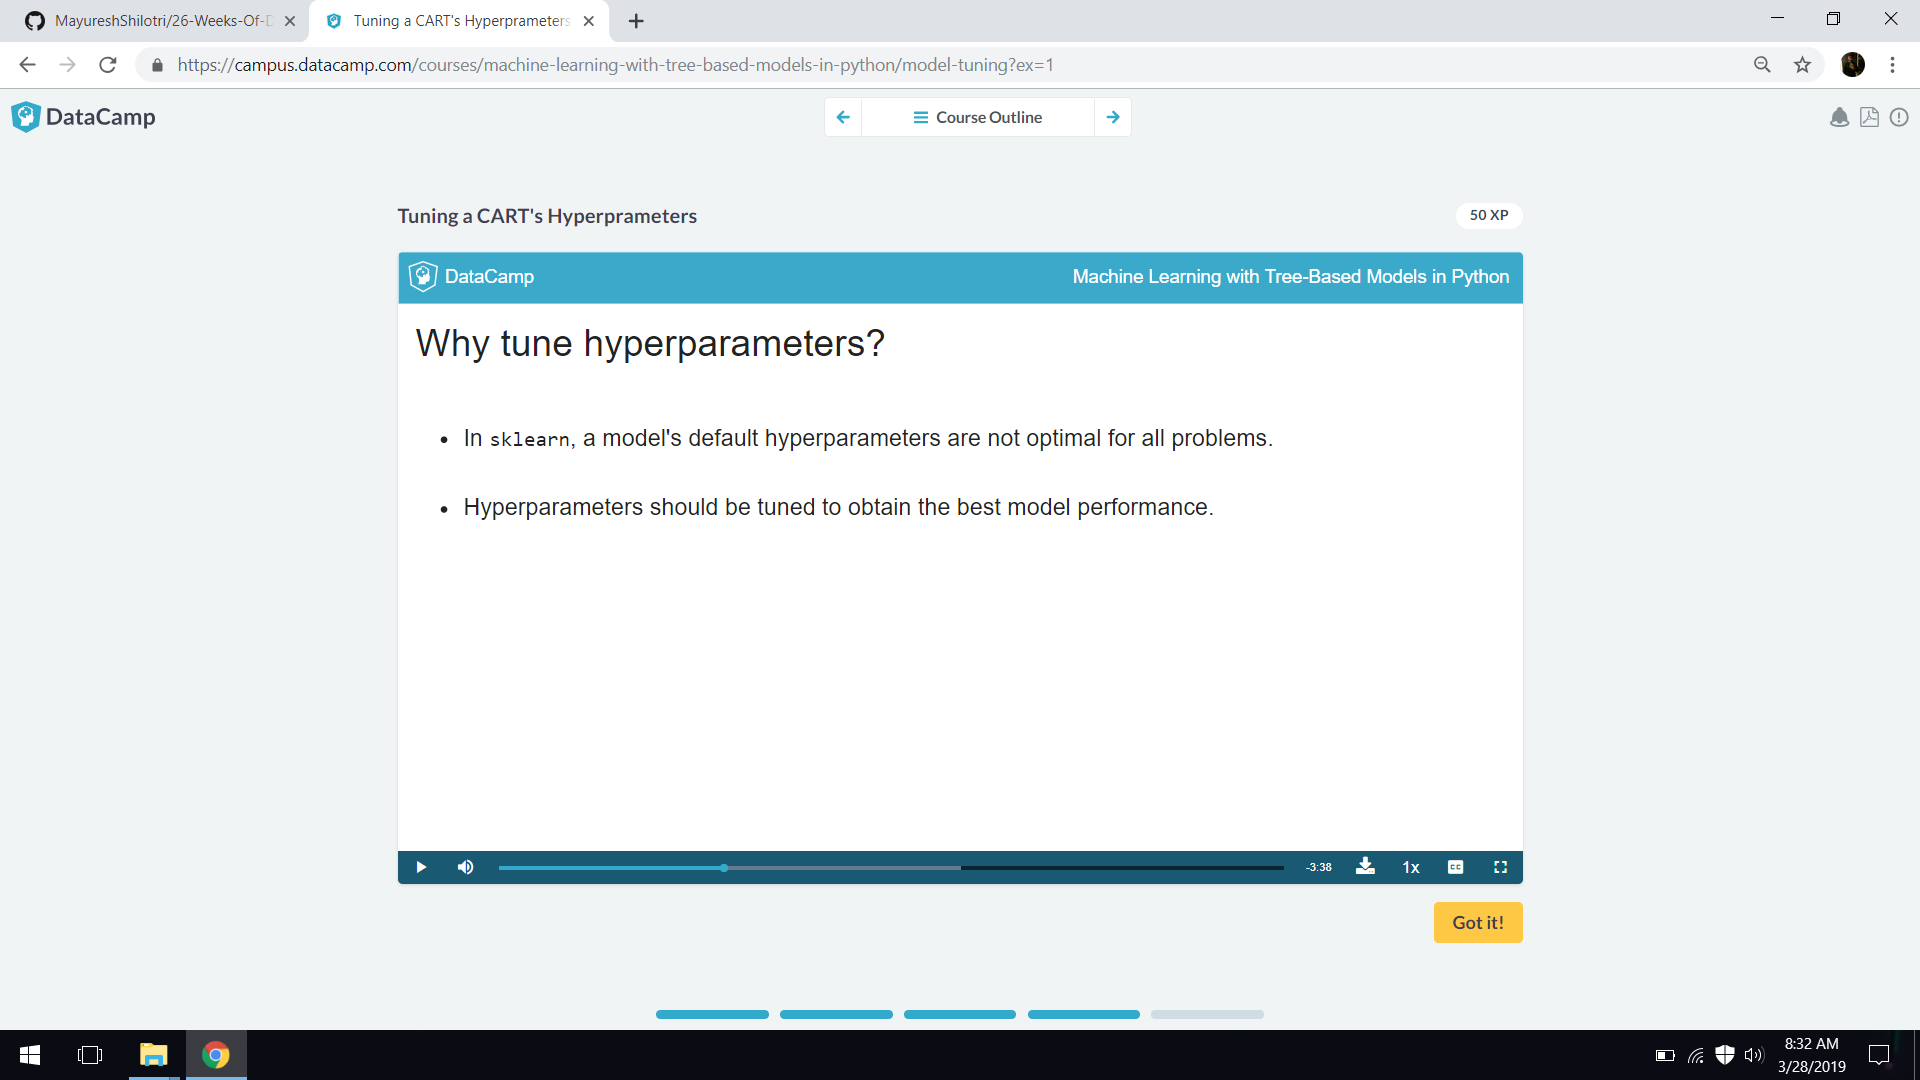 MayureshShilotri/26-Weeks-Of-D
Tuning a CART's Hyperprameters
https://campus.datacamp.com/courses/machine-learning-with-tree-based-models-in-python/model-tuning?ex=1
DataCamp
Course Outline
Tuning a CART's Hyperprameters
50 XP
DataCamp
Machine Learning with Tree-Based Models in Python
Why tune hyperparameters?
• In sklearn, a model's default hyperparameters are not optimal for all problems.
• Hyperparameters should be tuned to obtain the best model performance.
-3:38
1x
CC
Got it!
8:32 AM
3/28/2019